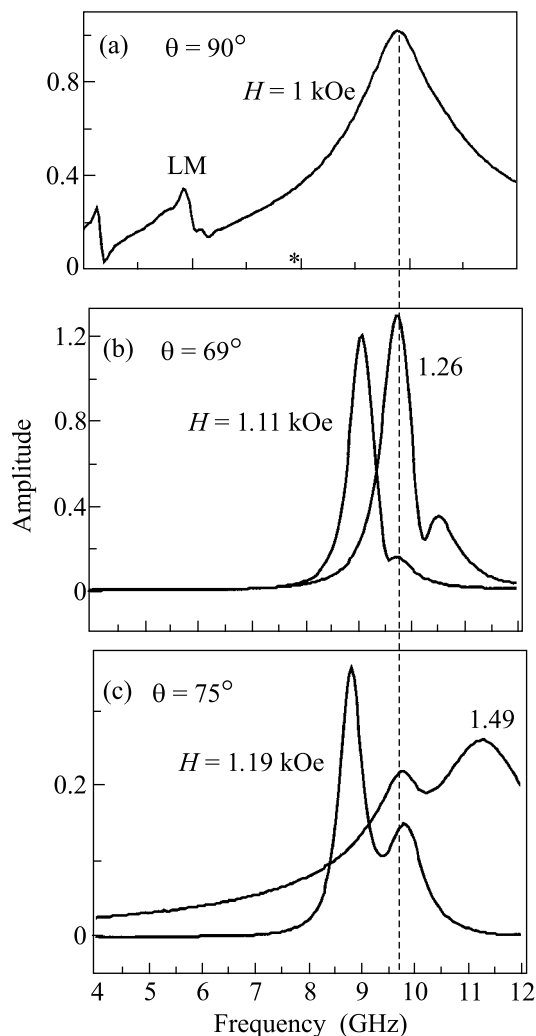 (a) θ = 90°
0.8
H = 1 kOe
LM
0.4
0
*
1.2
(b) θ = 69°
1.26
H = 1.11 kOe
0.8
Amplitude
0.4
0
(c) θ = 75°
1.49
H = 1.19 kOe
0.2
0
4 5 6 7 8 9 10 11 12
Frequency (GHz)